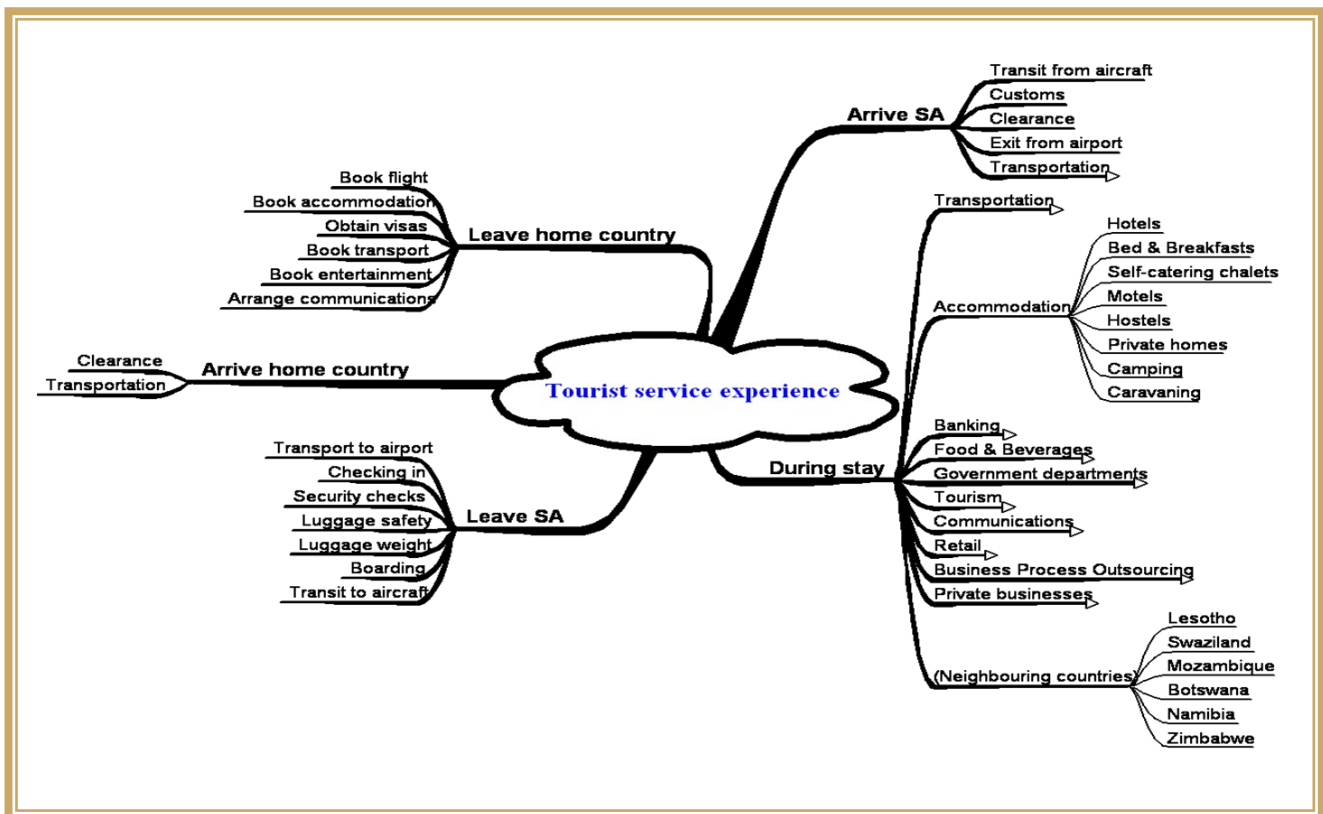 Tourist service experience
Leave home country
Book flight
Book accommodation
Obtain visas
Book transport
Book entertainment
Arrange communications
Arrive SA
Transit from aircraft
Customs
Clearance
Exit from airport
Transportation
During stay
Transportation
Accommodation
Hotels
Bed & Breakfasts
Self-catering chalets
Motels
Hostels
Private homes
Camping
Caravaning
Banking
Food & Beverages
Government departments
Tourism
Communications
Retail
Business Process Outsourcing
Private businesses
(Neighbouring countries)
Lesotho
Swaziland
Mozambique
Botswana
Namibia
Zimbabwe
Leave SA
Transport to airport
Checking in
Security checks
Luggage safety
Luggage weight
Boarding
Transit to aircraft
Arrive home country
Clearance
Transportation